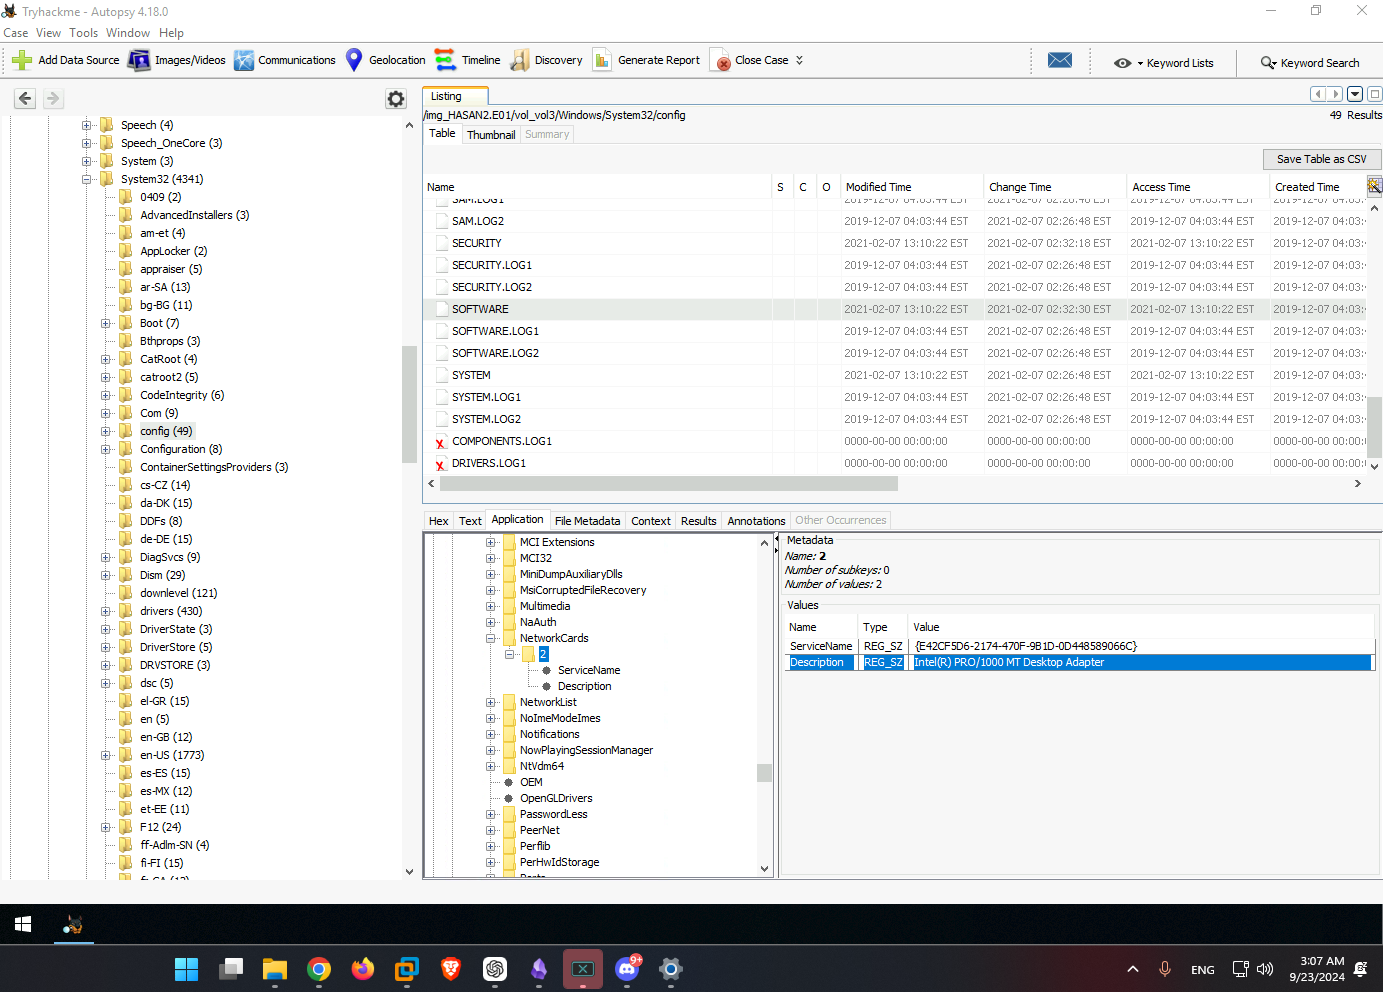 Tryhackme - Autopsy 4.18.0
Case View Tools Window Help
Add Data Source Images/Videos Communications Geolocation Timeline Discovery Generate Report Close Case Keyword Lists Keyword Search
Listing
/img_HASAN2.E01/vol_vol3/Windows/System32/config
49 Results
Table Thumbnail Summary
Save Table as CSV
Name S C O Modified Time Change Time Access Time Created Time
SAM.LOG1 2019-12-07 04:03:44 EST 2021-02-07 02:26:48 EST 2019-12-07 04:03:44 EST 2019-12-07 04:03:
SAM.LOG2 2019-12-07 04:03:44 EST 2021-02-07 02:26:48 EST 2019-12-07 04:03:44 EST 2019-12-07 04:03:
SECURITY 2021-02-07 13:10:22 EST 2021-02-07 02:32:18 EST 2021-02-07 13:10:22 EST 2019-12-07 04:03:
SECURITY.LOG1 2019-12-07 04:03:44 EST 2021-02-07 02:26:48 EST 2019-12-07 04:03:44 EST 2019-12-07 04:03:
SECURITY.LOG2 2019-12-07 04:03:44 EST 2021-02-07 02:26:48 EST 2019-12-07 04:03:44 EST 2019-12-07 04:03:
SOFTWARE 2021-02-07 13:10:22 EST 2021-02-07 02:32:30 EST 2021-02-07 13:10:22 EST 2019-12-07 04:03:
SOFTWARE.LOG1 2019-12-07 04:03:44 EST 2021-02-07 02:26:48 EST 2019-12-07 04:03:44 EST 2019-12-07 04:03:
SOFTWARE.LOG2 2019-12-07 04:03:44 EST 2021-02-07 02:26:48 EST 2019-12-07 04:03:44 EST 2019-12-07 04:03:
SYSTEM 2021-02-07 13:10:22 EST 2021-02-07 02:26:48 EST 2021-02-07 13:10:22 EST 2019-12-07 04:03:
SYSTEM.LOG1 2019-12-07 04:03:44 EST 2021-02-07 02:26:48 EST 2019-12-07 04:03:44 EST 2019-12-07 04:03:
SYSTEM.LOG2 2019-12-07 04:03:44 EST 2021-02-07 02:26:48 EST 2019-12-07 04:03:44 EST 2019-12-07 04:03:
COMPONENTS.LOG1 0000-00-00 00:00:00 0000-00-00 00:00:00 0000-00-00 00:00:00 0000-00-00 00:00:
DRIVERS.LOG1 0000-00-00 00:00:00 0000-00-00 00:00:00 0000-00-00 00:00:00 0000-00-00 00:00:
Speech (4)
Speech_OneCore (3)
System (3)
System32 (4341)
0409 (2)
AdvancedInstallers (3)
am-et (4)
AppLocker (2)
appraiser (5)
ar-SA (13)
bg-BG (11)
Boot (7)
Bthprops (3)
CatRoot (4)
catroot2 (5)
CodeIntegrity (6)
Com (9)
config (49)
Configuration (8)
ContainerSettingsProviders (3)
cs-CZ (14)
da-DK (15)
DDFs (8)
de-DE (15)
DiagSvcs (9)
Dism (29)
downlevel (121)
drivers (430)
DriverState (3)
DriverStore (5)
DRVSTORE (3)
dsc (5)
el-GR (15)
en (5)
en-GB (12)
en-US (1773)
es-ES (15)
es-MX (12)
et-EE (11)
F12 (24)
ff-Adlm-SN (4)
fi-FI (15)
Hex Text Application File Metadata Context Results Annotations Other Occurrences
MCI Extensions
MCI32
MiniDumpAuxiliaryDlls
MsiCorruptedFileRecovery
Multimedia
NaAuth
NetworkCards
2
ServiceName
Description
NetworkList
NoImeModeImes
Notifications
NowPlayingSessionManager
NtVdm64
OEM
OpenGLDrivers
PasswordLess
PeerNet
Perflib
PerHwIdStorage
Ports
Metadata
Name: 2
Number of subkeys: 0
Number of values: 2
Values
Name Type Value
ServiceName REG_SZ {E42CF5D6-2174-470F-9B1D-0D448589066C}
Description REG_SZ Intel(R) PRO/1000 MT Desktop Adapter
9+
ENG
3:07 AM
9/23/2024